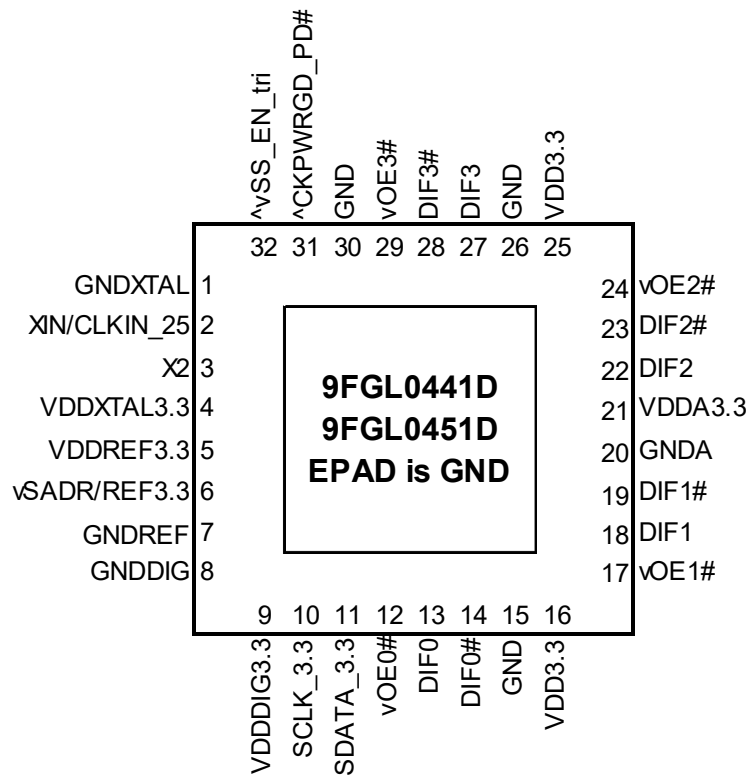 ^vSS_EN_tri
^CKPWRGD_PD#
GND
vOE3#
DIF3#
DIF3
GND
VDD3.3
32 31 30 29 28 27 26 25
GNDXTAL 1
XIN/CLKIN_25 2
X2 3
VDDXTAL3.3 4
VDDREF3.3 5
vSADR/REF3.3 6
GNDREF 7
GNDDIG 8
9FGL0441D
9FGL0451D
EPAD is GND
24 vOE2#
23 DIF2#
22 DIF2
21 VDDA3.3
20 GNDA
19 DIF1#
18 DIF1
17 vOE1#
9 10 11 12 13 14 15 16
VDDDIG3.3
SCLK_3.3
SDATA_3.3
vOE0#
DIF0
DIF0#
GND
VDD3.3